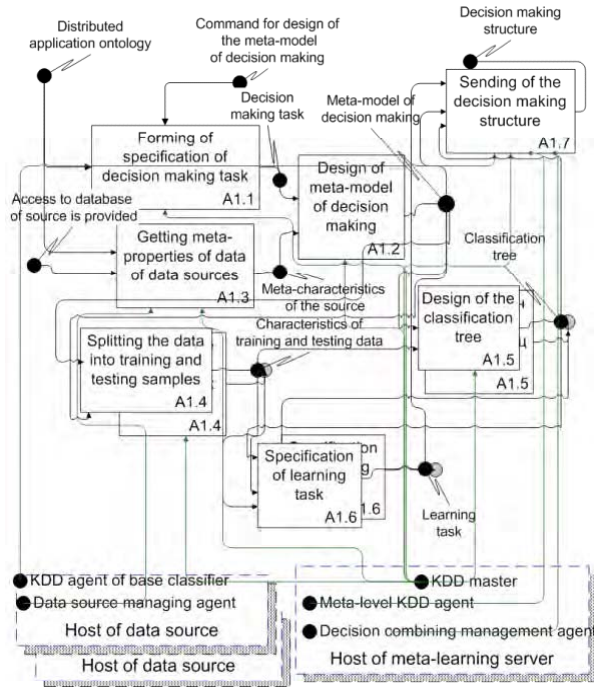 Distributed
application ontology
Command for design of
the meta-model
of decision making
Decision making
structure
Decision
making task
Meta-model of
decision making
Sending of the
decision making
structure
A1.7
Forming of
specification of
decision making task
A1.1
Design of
meta-model
of decision
making
A1.2
Access to database
of source is provided
Getting meta-
properties of data
of data sources
A1.3
Classification
tree
Meta-characteristics
of the source
Characteristics of
training and testing data
Design of the
classification
tree
A1.5
A1.5
Splitting the data
into training and
testing samples
A1.4
A1.4
Specification
of learning
task
A1.6
1.6
Learning
task
KDD agent of base classifier
Data source managing agent
Host of data source
Host of data source
KDD master
Meta-level KDD agent
Decision combining management agent
Host of meta-learning server